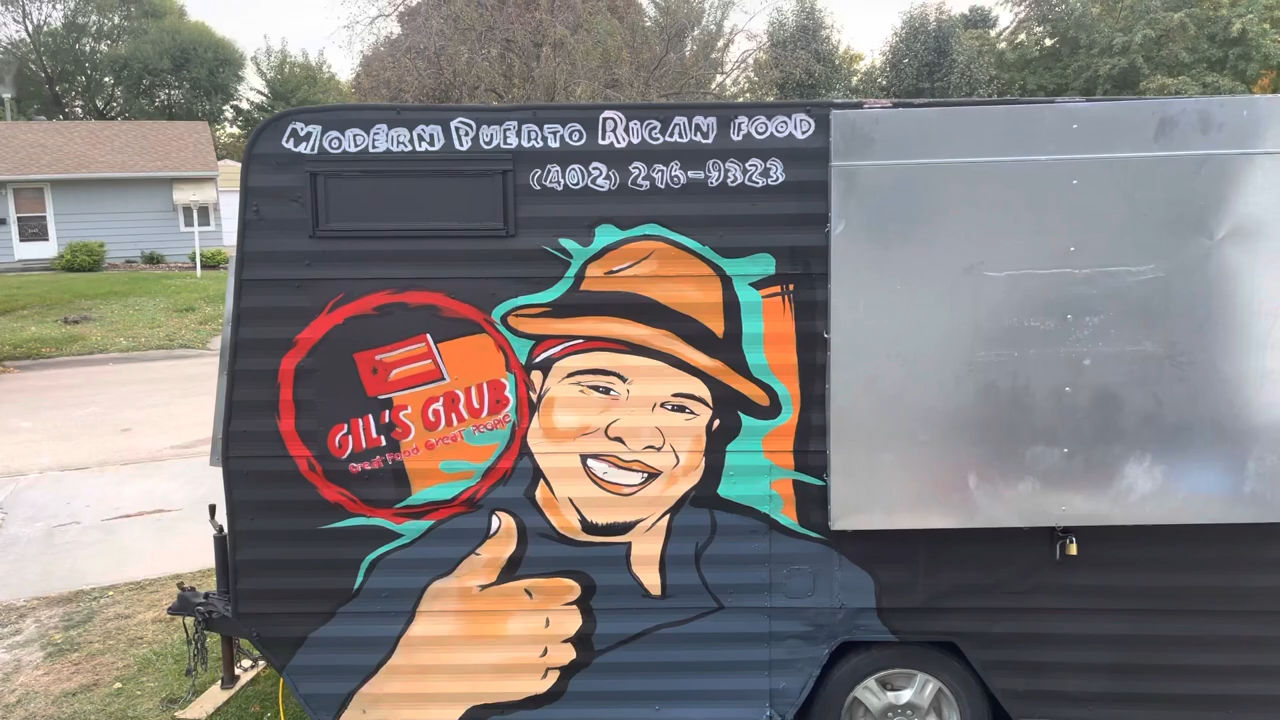 MODERN PUERTO RICAN FOOD
(402) 216-9323
GIL'S GRUB
Great Food Great People